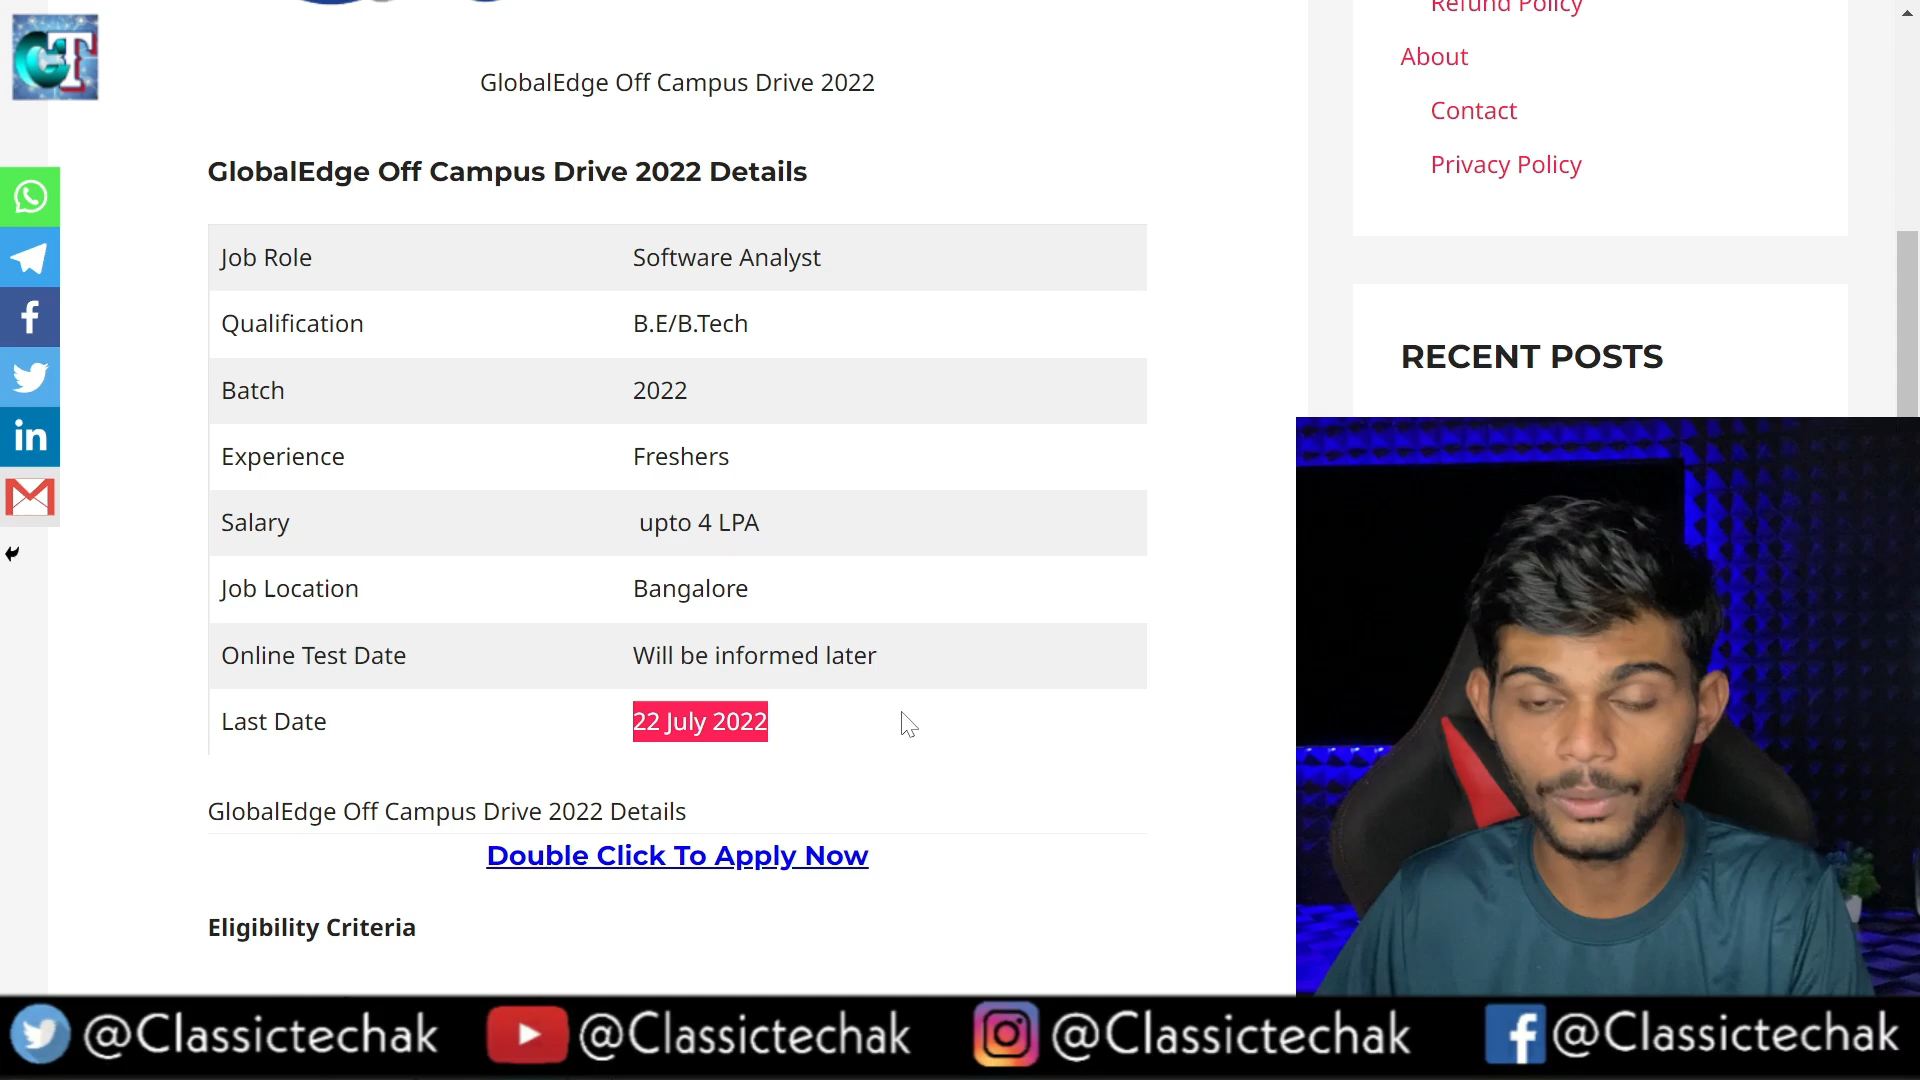 GT
GlobalEdge Off Campus Drive 2022
GlobalEdge Off Campus Drive 2022 Details
Job Role Software Analyst
Qualification B.E/B.Tech
Batch 2022
Experience Freshers
Salary upto 4 LPA
Job Location Bangalore
Online Test Date Will be informed later
Last Date 22 July 2022
GlobalEdge Off Campus Drive 2022 Details
Double Click To Apply Now
Eligibility Criteria
Refund Policy
About
Contact
Privacy Policy
RECENT POSTS
@Classictechak @Classictechak @Classictechak @Classictechak